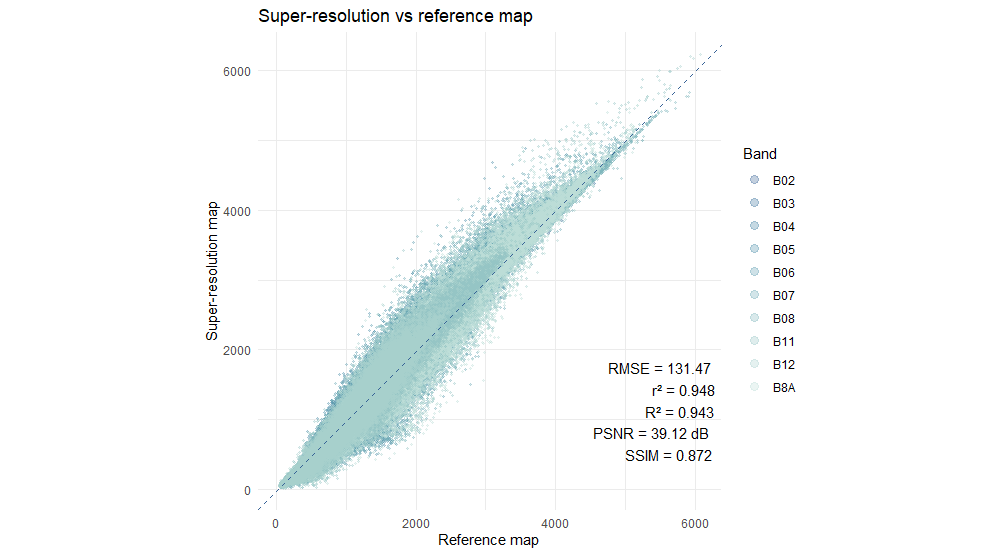 Super-resolution vs reference map
Super-resolution map
6000
4000
2000
0
0
2000
4000
6000
Reference map
RMSE = 131.47
r² = 0.948
R² = 0.943
PSNR = 39.12 dB
SSIM = 0.872
Band
B02
B03
B04
B05
B06
B07
B08
B11
B12
B8A